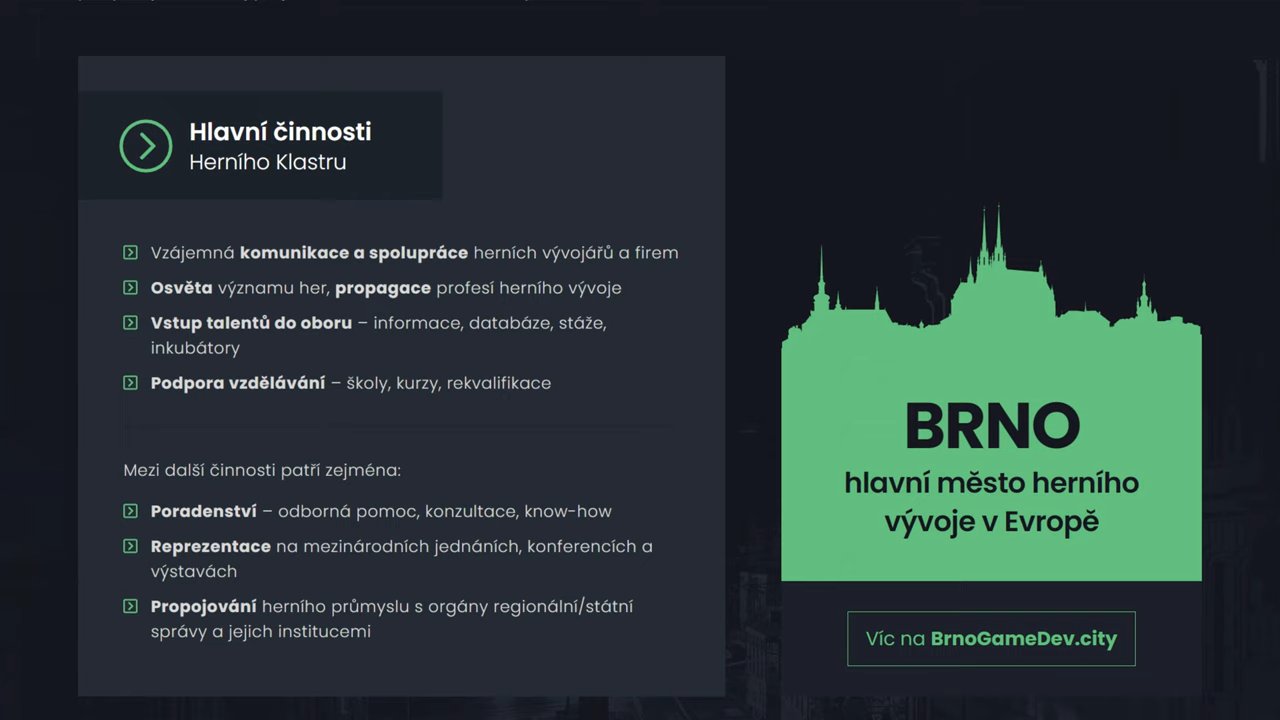 Hlavní činnosti
Herního Klastru
Vzájemná komunikace a spolupráce herních vývojářů a firem
Osvěta významu her, propagace profesí herního vývoje
Vstup talentů do oboru – informace, databáze, stáže,
inkubátory
Podpora vzdělávání – školy, kurzy, rekvalifikace
Mezi další činnosti patří zejména:
Poradenství – odborná pomoc, konzultace, know-how
Reprezentace na mezinárodních jednáních, konferencích a
výstavách
Propojování herního průmyslu s orgány regionální/státní
správy a jejich institucemi
BRNO
hlavní město herního
vývoje v Evropě
Víc na BrnoGameDev.city